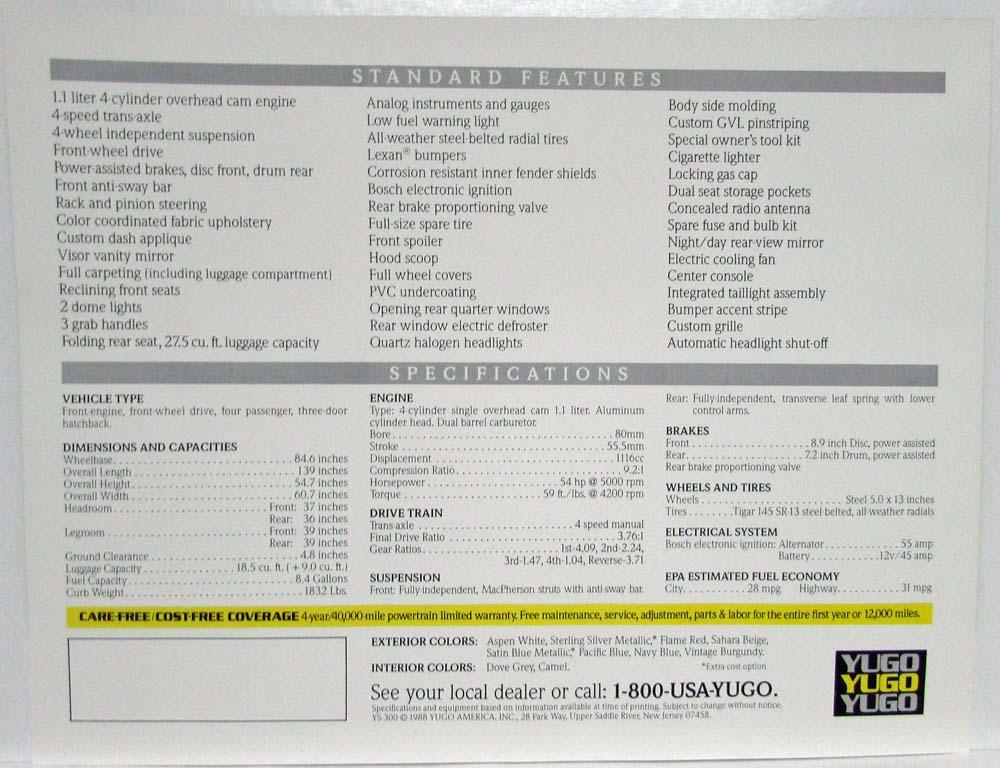 STANDARD FEATURES
1.1 liter 4-cylinder overhead cam engine
4-speed trans-axle
4-wheel independent suspension
Front-wheel drive
Power-assisted brakes, disc front, drum rear
Front anti-sway bar
Rack and pinion steering
Color coordinated fabric upholstery
Custom dash applique
Visor vanity mirror
Full carpeting (including luggage compartment)
Reclining front seats
2 dome lights
3 grab handles
Folding rear seat, 27.5 cu. ft. luggage capacity
Analog instruments and gauges
Low fuel warning light
All-weather steel-belted radial tires
Lexan® bumpers
Corrosion resistant inner fender shields
Bosch electronic ignition
Rear brake proportioning valve
Full-size spare tire
Front spoiler
Hood scoop
Full wheel covers
PVC undercoating
Opening rear quarter windows
Rear window electric defroster
Quartz halogen headlights
Body side molding
Custom GVL pinstriping
Special owner's tool kit
Cigarette lighter
Locking gas cap
Dual seat storage pockets
Concealed radio antenna
Spare fuse and bulb kit
Night/day rear-view mirror
Electric cooling fan
Center console
Integrated taillight assembly
Bumper accent stripe
Custom grille
Automatic headlight shut-off
SPECIFICATIONS
VEHICLE TYPE
Front-engine, front-wheel drive, four passenger, three-door
hatchback.
DIMENSIONS AND CAPACITIES
Wheelbase. . . . . . . . . . 84.6 inches
Overall Length . . . . . . . . . . 139 inches
Overall Height. . . . . . . . . . 54.7 inches
Overall Width . . . . . . . . . . 60.7 inches
Headroom . . . . . . . . . . Front: 37 inches
Rear: 36 inches
Legroom . . . . . . . . . . Front: 39 inches
Rear: 39 inches
Ground Clearance . . . . . . . . . . 4.8 inches
Luggage Capacity . . . . . . . . . . 18.5 cu. ft. ( + 9.0 cu. ft.)
Fuel Capacity. . . . . . . . . . 8.4 Gallons
Curb Weight. . . . . . . . . . 1832 Lbs.
ENGINE
Type: 4-cylinder single overhead cam 1.1 liter. Aluminum
cylinder head. Dual barrel carburetor.
Bore. . . . . . . . . . 80mm
Stroke . . . . . . . . . . 55.5mm
Displacement . . . . . . . . . . 1116cc
Compression Ratio. . . . . . . . . . 9.2:1
Horsepower . . . . . . . . . . 54 hp @ 5000 rpm
Torque . . . . . . . . . . 59 ft./lbs. @ 4200 rpm
DRIVE TRAIN
Trans-axle . . . . . . . . . . 4 speed manual
Final Drive Ratio . . . . . . . . . . 3.76:1
Gear Ratios. . . . . . . . . . 1st-4.09, 2nd-2.24,
3rd-1.47, 4th-1.04, Reverse-3.71
SUSPENSION
Front: Fully-independent, MacPherson struts with anti-sway bar.
Rear: Fully-independent, transverse leaf spring with lower
control arms.
BRAKES
Front . . . . . . . . . . 8.9 inch Disc, power assisted
Rear. . . . . . . . . . 7.2 inch Drum, power assisted
Rear brake proportioning valve
WHEELS AND TIRES
Wheels . . . . . . . . . . Steel 5.0 x 13 inches
Tires. . . . . . . Tigar 145 SR-13 steel-belted, all-weather radials
ELECTRICAL SYSTEM
Bosch electronic ignition: Alternator. . . . . . . . . . 55 amp
Battery. . . . . . . . . . 12v/45 amp
EPA ESTIMATED FUEL ECONOMY
City. . . . . . . . . . 28 mpg Highway. . . . . . . . . . 31 mpg
CARE-FREE/COST-FREE COVERAGE 4-year/40,000-mile powertrain limited warranty. Free maintenance, service, adjustment, parts & labor for the entire first year or 12,000 miles.
EXTERIOR COLORS: Aspen White, Sterling Silver Metallic,* Flame Red, Sahara Beige,
Satin Blue Metallic,* Pacific Blue, Navy Blue, Vintage Burgundy.
INTERIOR COLORS: Dove Grey, Camel. *Extra cost option
See your local dealer or call: 1-800-USA-YUGO.
Specifications and equipment based on information available at time of printing. Subject to change without notice.
YS 300 © 1988 YUGO AMERICA, INC., 28 Park Way, Upper Saddle River, New Jersey 07458.
YUGO
YUGO
YUGO